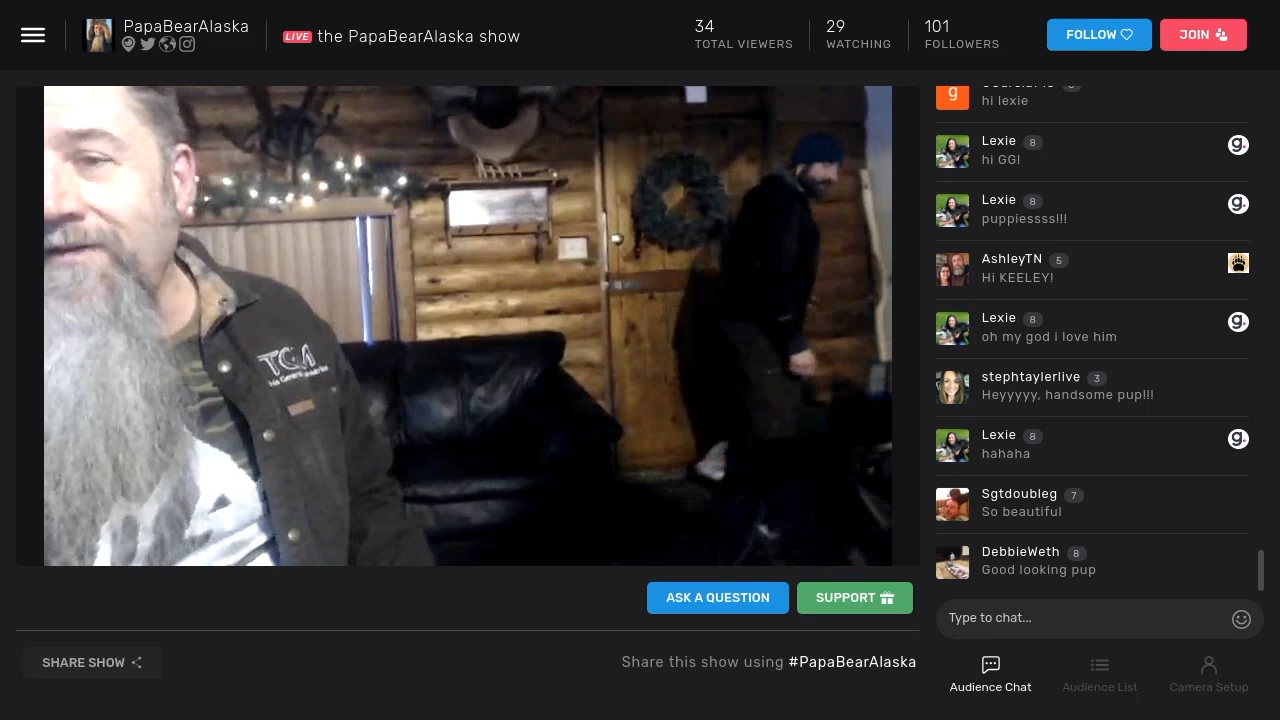 PapaBearAlaska
LIVE the PapaBearAlaska show
34
TOTAL VIEWERS
29
WATCHING
101
FOLLOWERS
FOLLOW
JOIN
TCM
g
hi lexie
Lexie 8
hi GG!
g.
Lexie 8
puppiessss!!!
g.
AshleyTN 5
Hi KEELEY!
Lexie 8
oh my god i love him
g.
stephtaylerlive 3
Heyyyyy, handsome pup!!!
Lexie 8
hahaha
g.
Sgtdoubleg 7
So beautiful
DebbieWeth 8
Good looking pup
ASK A QUESTION
SUPPORT
Type to chat...
SHARE SHOW
Share this show using #PapaBearAlaska
Audience Chat
Audience List
Camera Setup